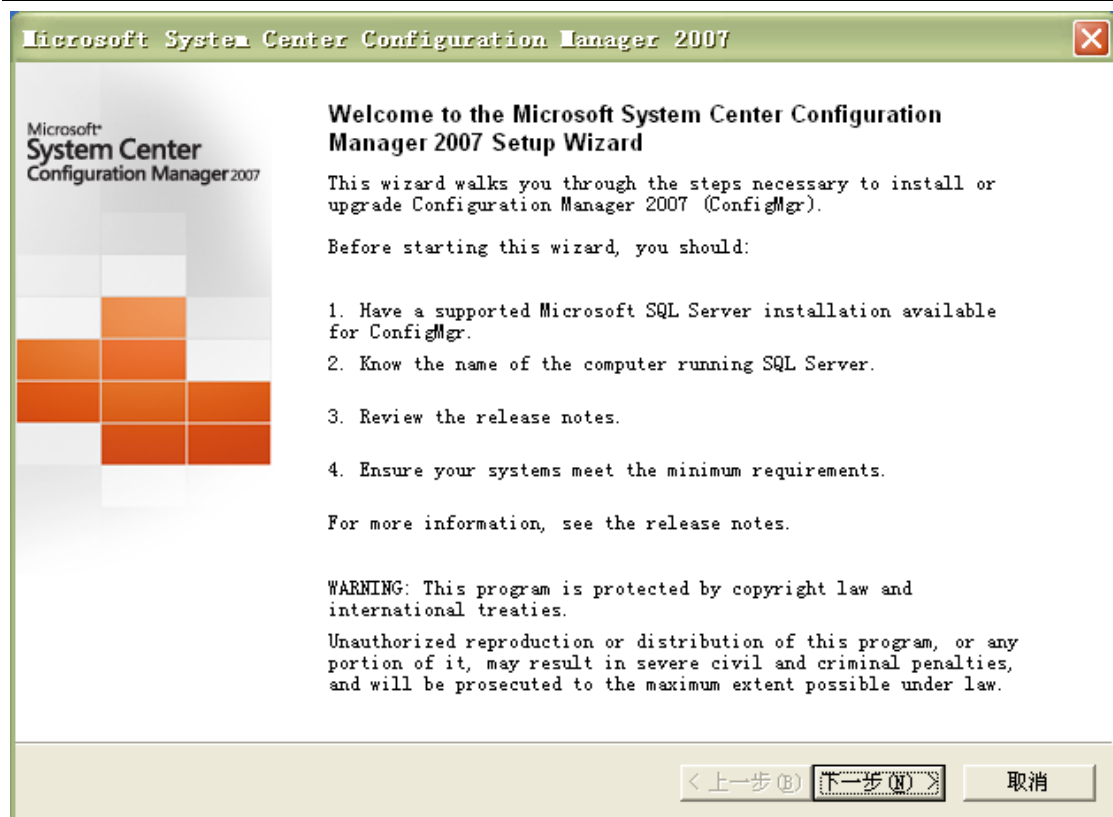 Microsoft System Center Configuration Manager 2007
Microsoft
System Center
Configuration Manager 2007
Welcome to the Microsoft System Center Configuration
Manager 2007 Setup Wizard
This wizard walks you through the steps necessary to install or
upgrade Configuration Manager 2007 (ConfigMgr).
Before starting this wizard, you should:
1. Have a supported Microsoft SQL Server installation available
for ConfigMgr.
2. Know the name of the computer running SQL Server.
3. Review the release notes.
4. Ensure your systems meet the minimum requirements.
For more information, see the release notes.
WARNING: This program is protected by copyright law and
international treaties.
Unauthorized reproduction or distribution of this program, or any
portion of it, may result in severe civil and criminal penalties,
and will be prosecuted to the maximum extent possible under law.
< 上一步(B) 下一步(N) > 取消